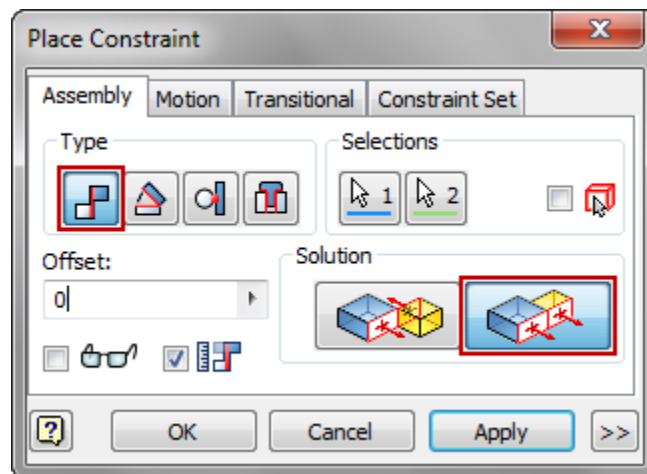 Place Constraint
Assembly Motion Transitional Constraint Set
Type Selections
1 2
Offset: Solution
0
OK Cancel Apply >>